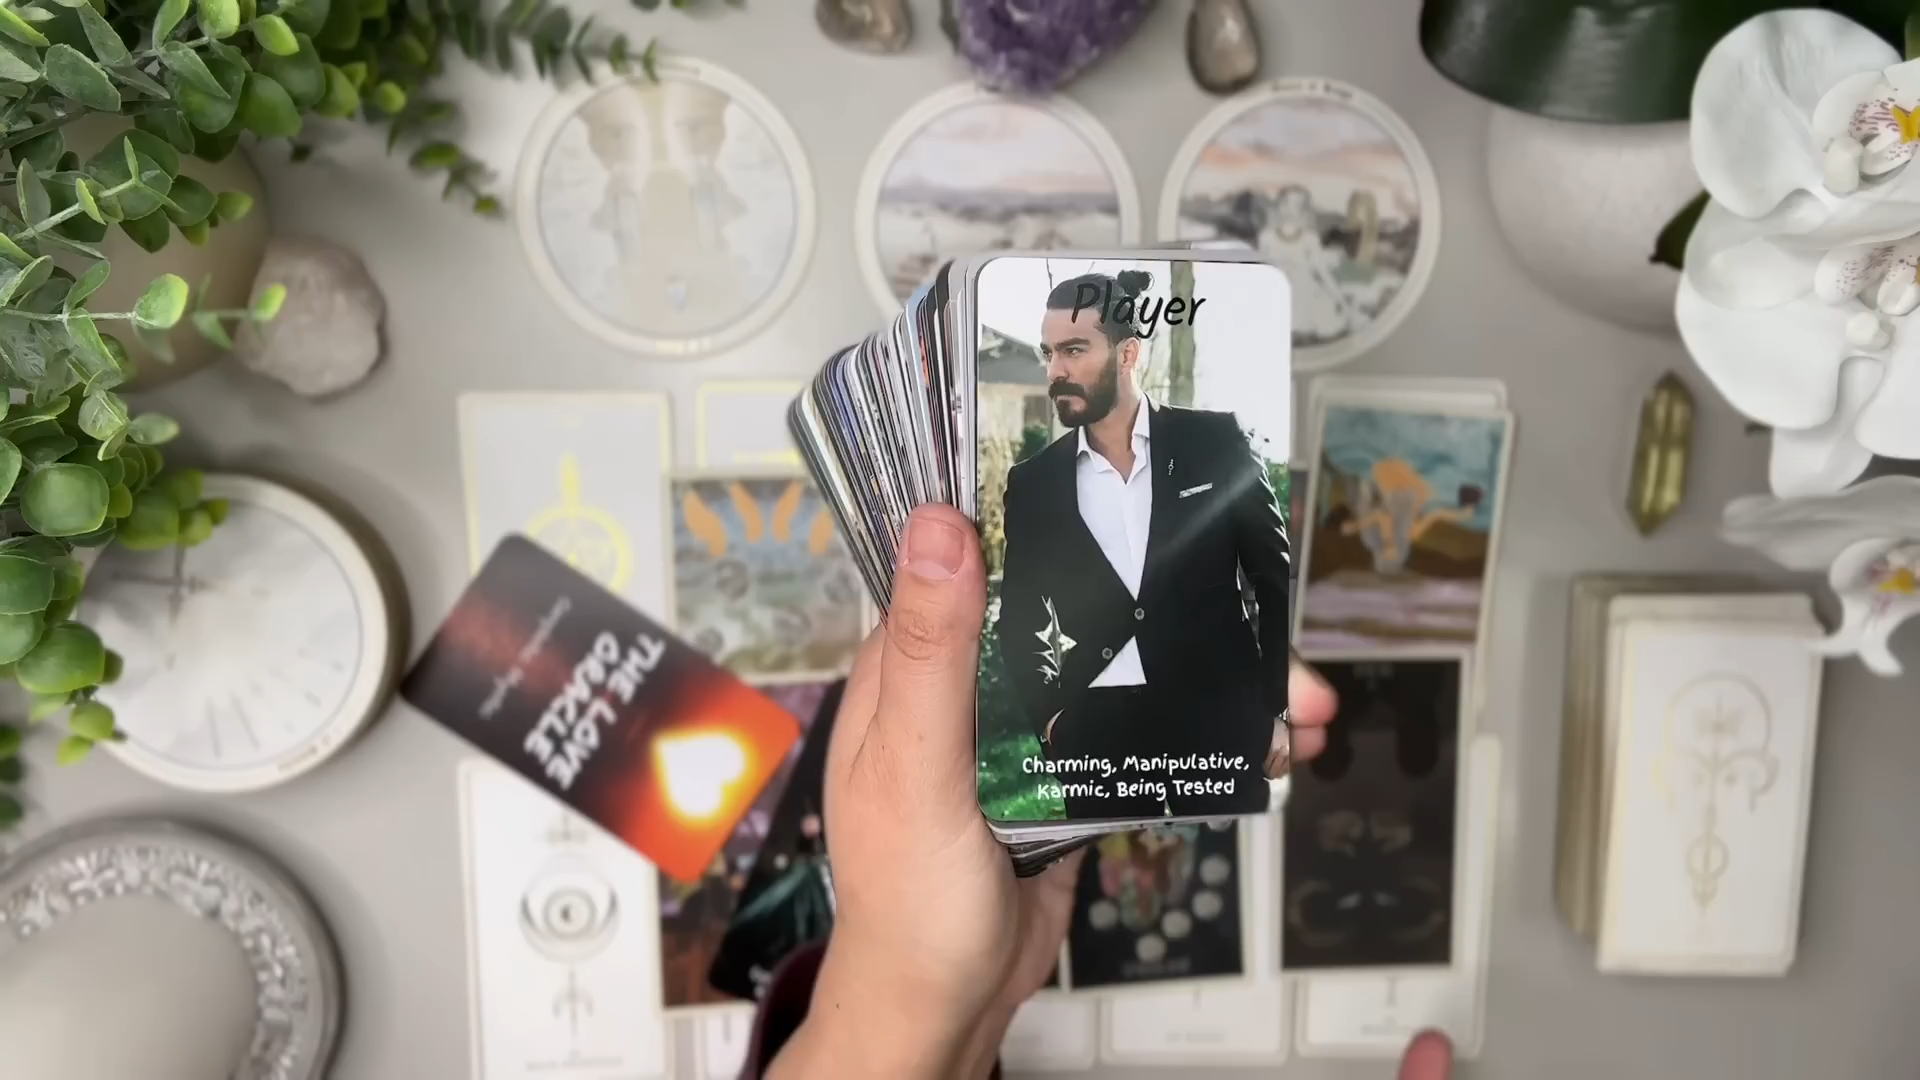 Player
Charming, Manipulative,
Karmic, Being Tested
THE LOVE
ORACLE